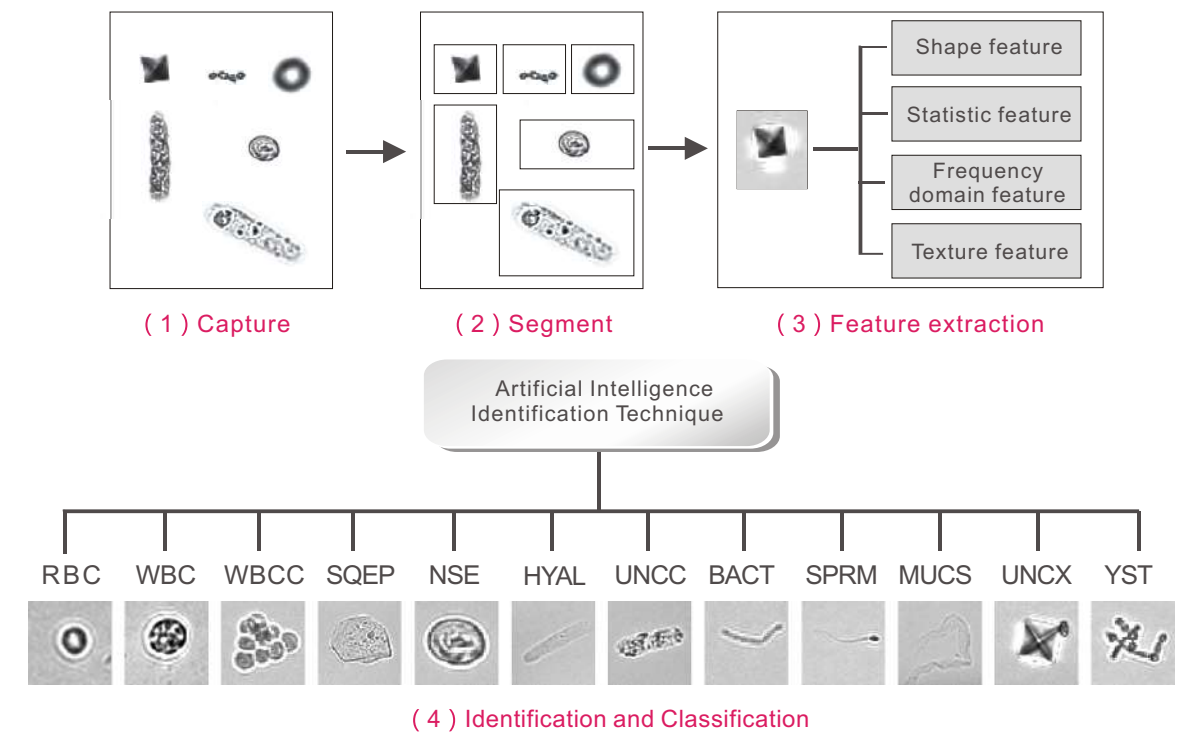 Shape feature
Statistic feature
Frequency
domain feature
Texture feature
( 1 ) Capture
( 2 ) Segment
( 3 ) Feature extraction
Artificial Intelligence
Identification Technique
RBC WBC WBCC SQEP NSE HYAL UNCC BACT SPRM MUCS UNCX YST
( 4 ) Identification and Classification